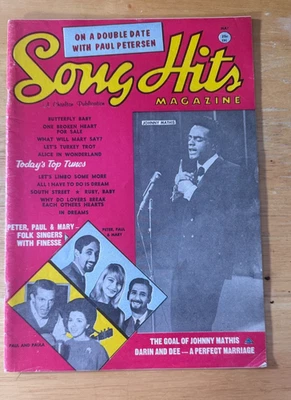 ON A DOUBLE DATE
WITH PAUL PETERSEN
MAY
Song Hits
A Charlton Publication
MAGAZINE
BUTTERFLY BABY
ONE BROKEN HEART
FOR SALE
WHAT WILL MARY SAY?
LET'S TURKEY TROT
ALICE IN WONDERLAND
Today's Top Tunes
LET'S LIMBO SOME MORE
ALL I HAVE TO DO IS DREAM
SOUTH STREET ★ RUBY, BABY
WHY DO LOVERS BREAK
EACH OTHERS HEARTS
IN DREAMS
JOHNNY MATHIS
PETER, PAUL & MARY –
FOLK SINGERS
WITH FINESSE
PETER, PAUL
& MARY
PAUL AND PAULA
THE GOAL OF JOHNNY MATHIS
DARIN AND DEE – A PERFECT MARRIAGE